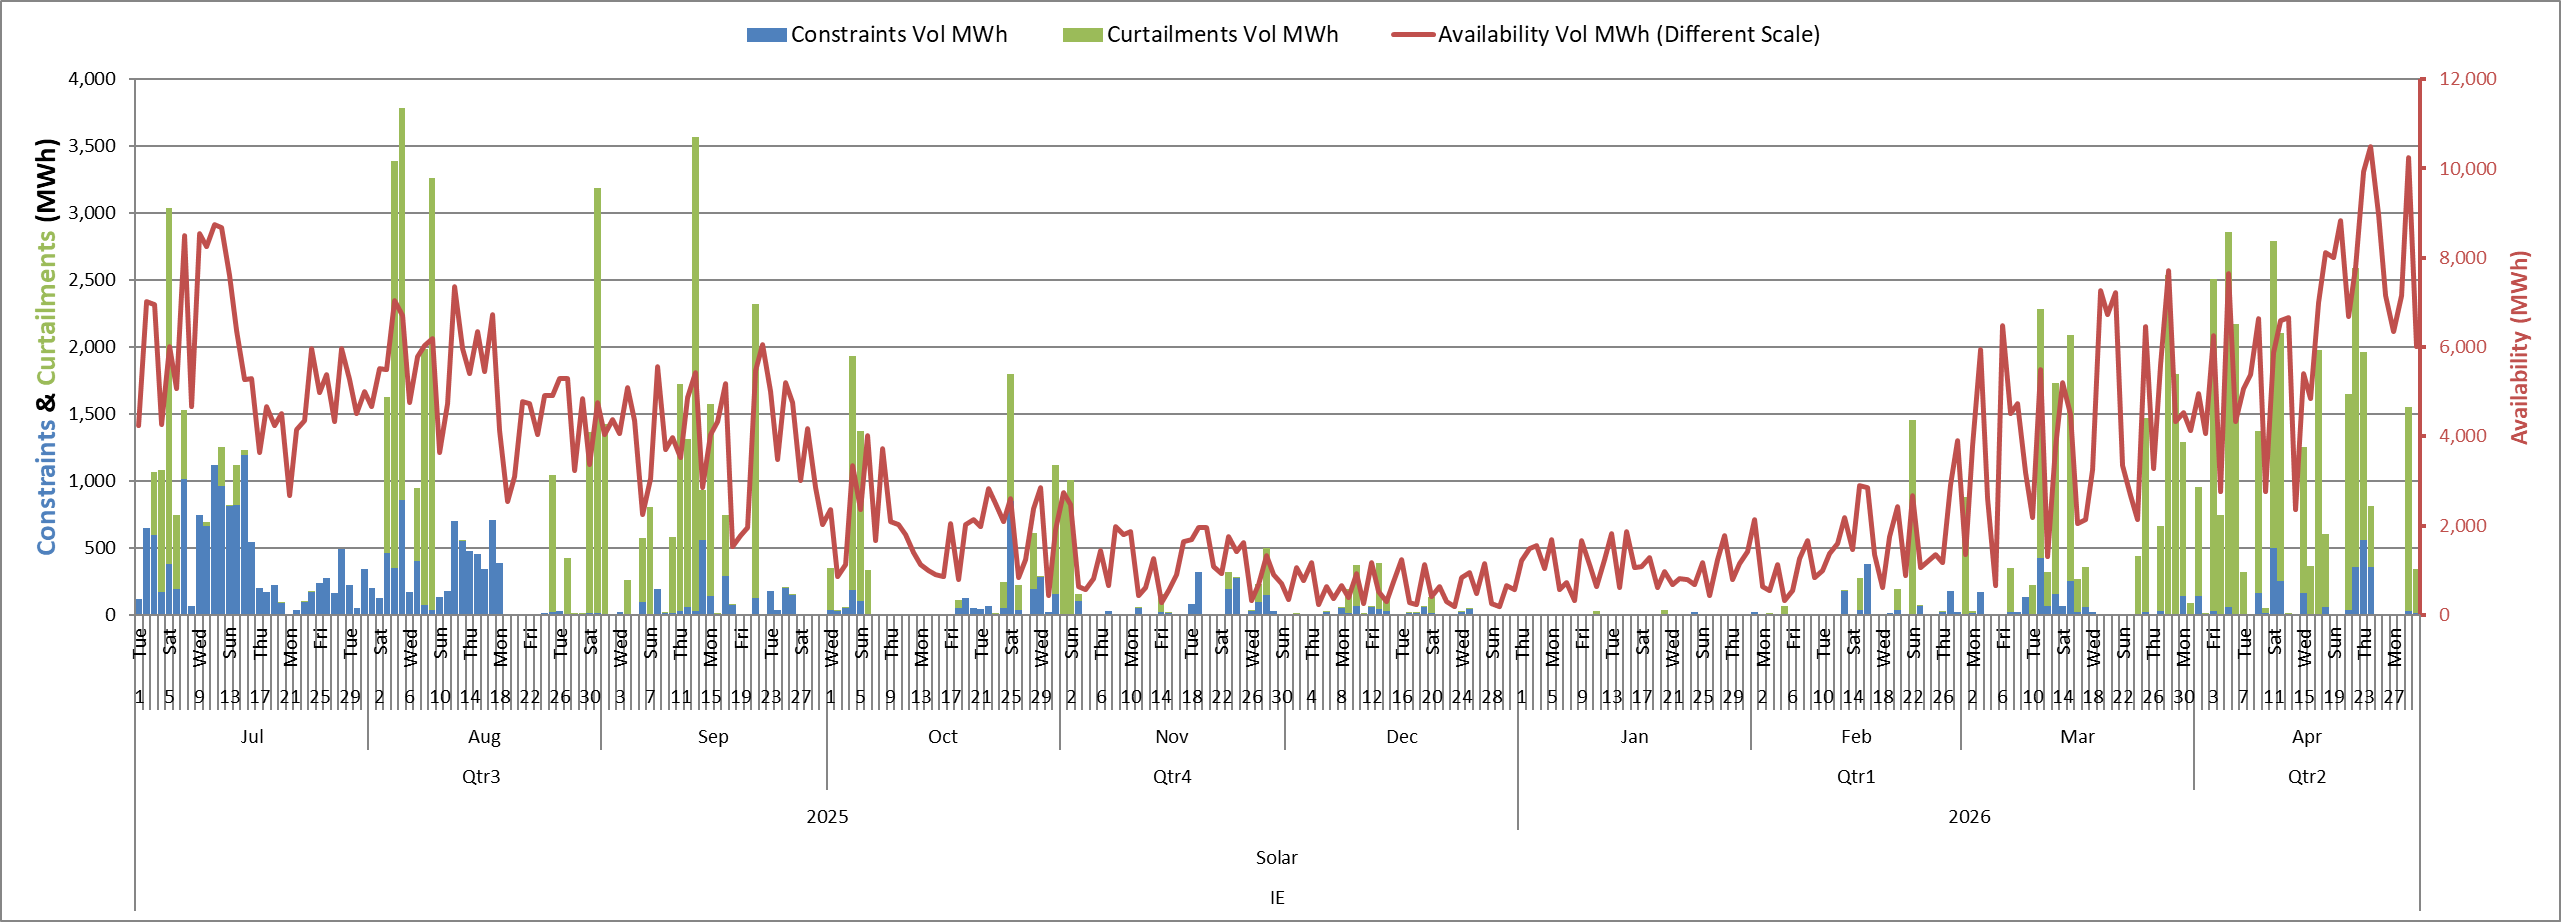 Constraints Vol MWh Curtailments Vol MWh Availability Vol MWh (Different Scale)
Constraints & Curtailments (MWh)
4,000
3,500
3,000
2,500
2,000
1,500
1,000
500
0
12,000
10,000
8,000
6,000
4,000
2,000
0
Availability (MWh)
Tue Sat Wed Sun Thu Mon Fri Tue Sat Wed Sun Thu Mon Fri Tue Sat Wed Sun Thu Mon Fri Tue Sat Wed Sun Thu Mon Fri Tue Sat Wed Sun Thu Mon Fri Tue Sat Wed Sun Thu Mon Fri Tue Sat Wed Sun Thu Mon Fri Tue Sat Wed Sun Thu Mon Fri Tue Sat Wed Sun Thu Mon Fri Tue Sat Wed Sun Thu Mon Fri Tue Sat Wed Sun Thu Mon
1 5 9 13 17 21 25 29 2 6 10 14 18 22 26 30 3 7 11 15 19 23 27 1 5 9 13 17 21 25 29 2 6 10 14 18 22 26 30 4 8 12 16 20 24 28 1 5 9 13 17 21 25 29 2 6 10 14 18 22 26 2 6 10 14 18 22 26 30 3 7 11 15 19 23 27
Jul Aug Sep Oct Nov Dec Jan Feb Mar Apr
Qtr3 Qtr4 Qtr1 Qtr2
2025 2026
Solar
IE